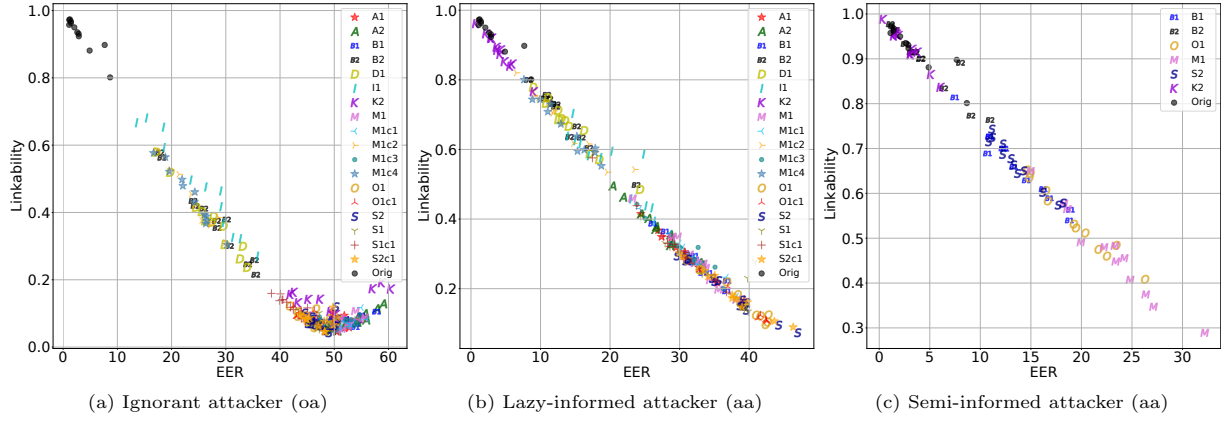 Linkability
1.0
0.8
0.6
0.4
0.2
0.0
0
10
20
30
40
50
60
EER
A1
A2
B1
B2
D1
I1
K2
M1
M1c1
M1c2
M1c3
M1c4
O1
O1c1
S2
S1
S1c1
S2c1
Orig
(a) Ignorant attacker (oa)
Linkability
0.8
0.6
0.4
0.2
0
10
20
30
40
EER
A1
A2
B1
B2
D1
I1
K2
M1
M1c1
M1c2
M1c3
M1c4
O1
O1c1
S2
S1
S1c1
S2c1
Orig
(b) Lazy-informed attacker (aa)
Linkability
1.0
0.9
0.8
0.7
0.6
0.5
0.4
0.3
0
5
10
15
20
25
30
EER
B1
B2
O1
M1
S2
K2
Orig
(c) Semi-informed attacker (aa)